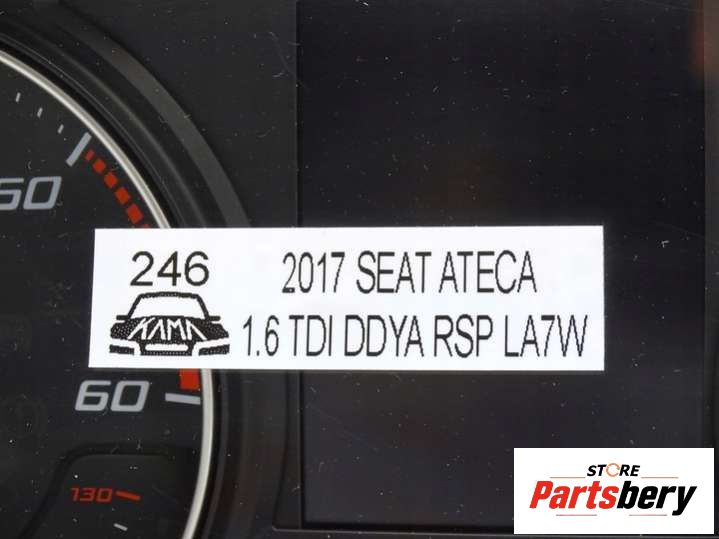 60
246 2017 SEAT ATECA
KAMA 1.6 TDI DDYA RSP LA7W
60
130
STORE
Partsbery